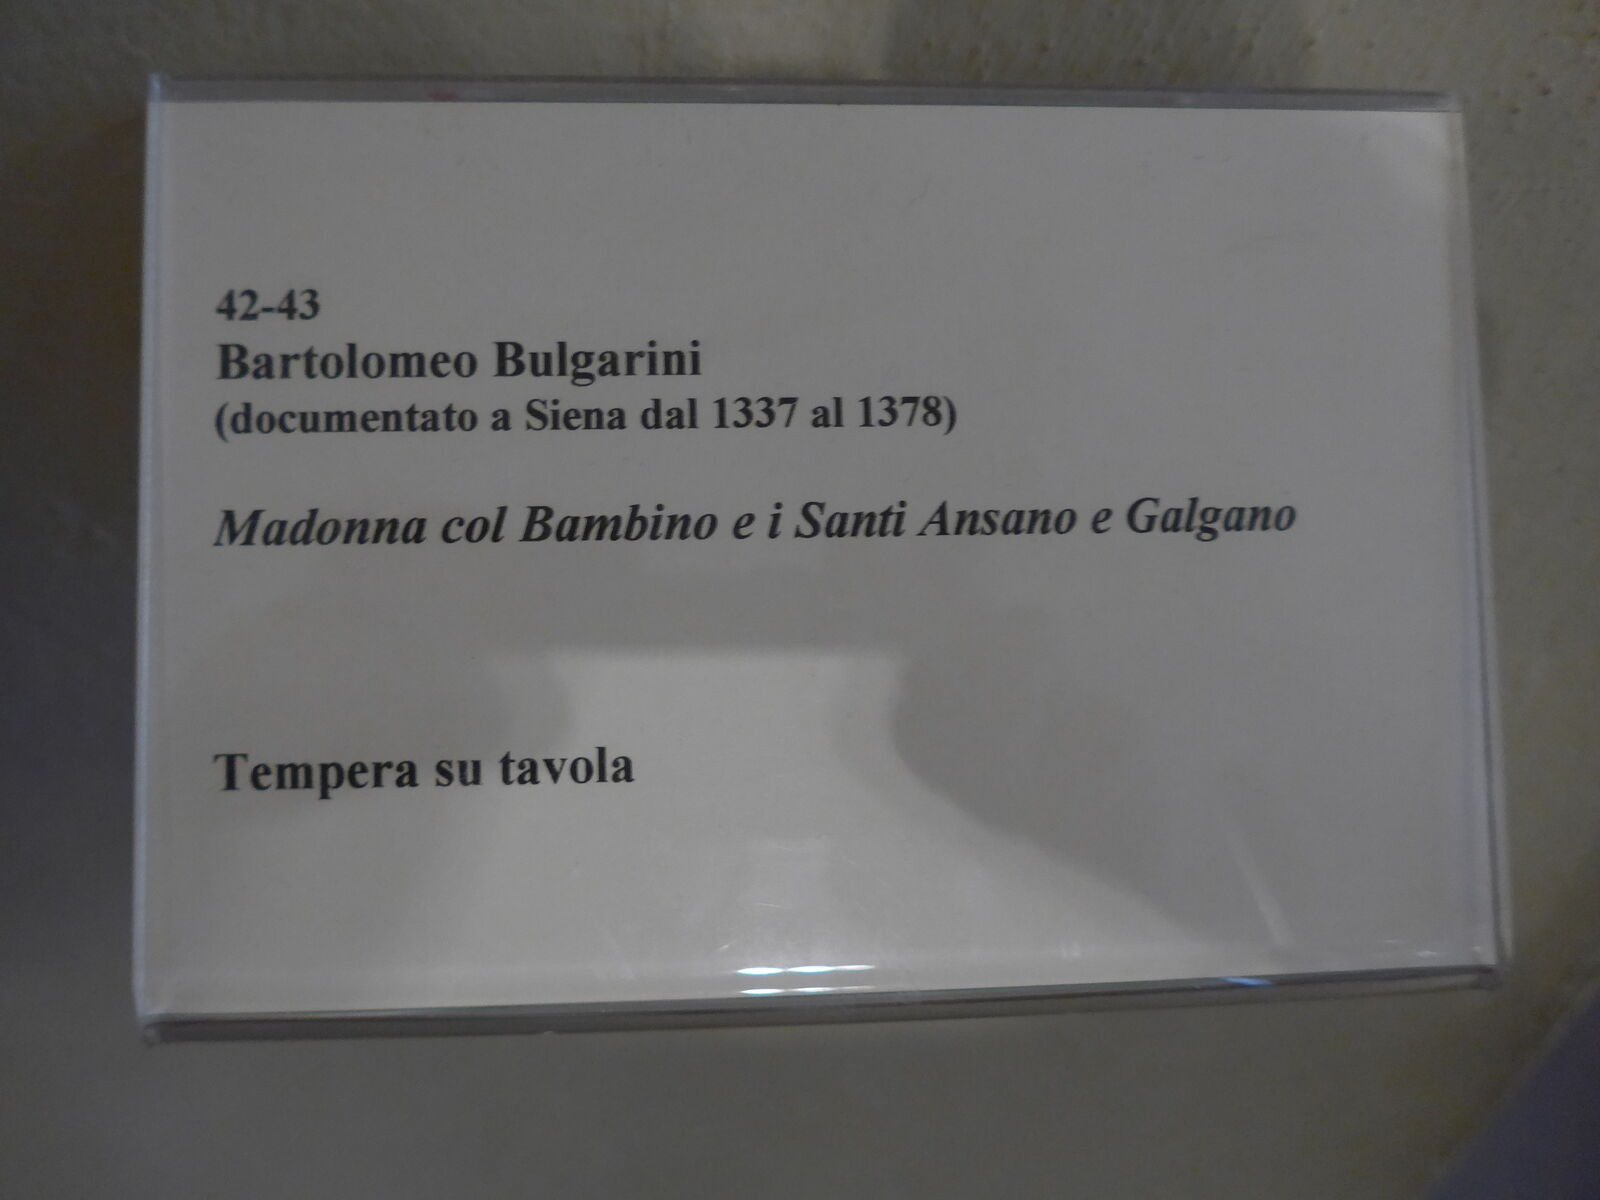 42-43
Bartolomeo Bulgarini
(documentato a Siena dal 1337 al 1378)
Madonna col Bambino e i Santi Ansano e Galgano
Tempera su tavola